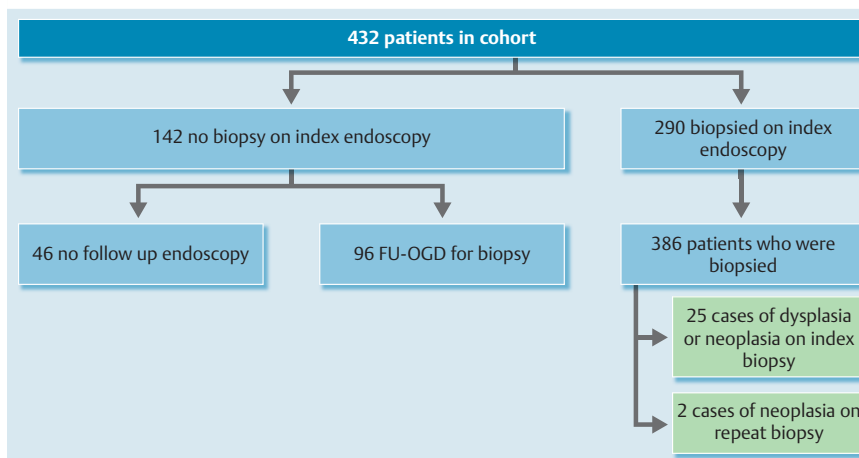 432 patients in cohort
142 no biopsy on index endoscopy
290 biopsied on index
endoscopy
46 no follow up endoscopy
96 FU-OGD for biopsy
386 patients who were
biopsied
25 cases of dysplasia
or neoplasia on index
biopsy
2 cases of neoplasia on
repeat biopsy